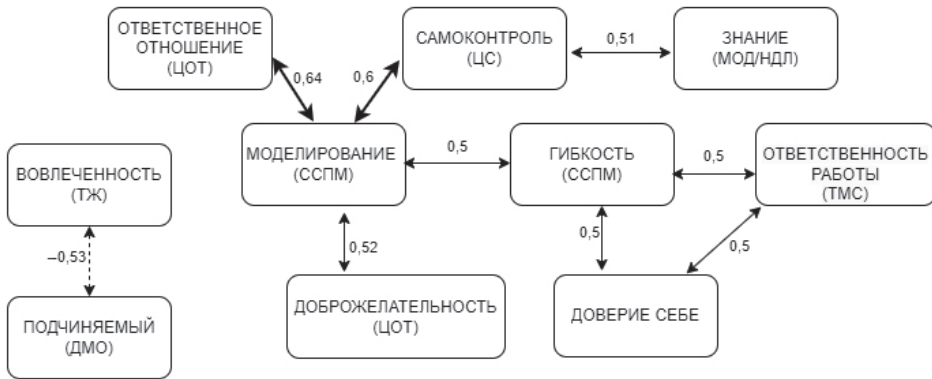 ОТВЕТСТВЕННОЕ
ОТНОШЕНИЕ
(ЦОТ)
САМОКОНТРОЛЬ
(ЦС)
0,51
ЗНАНИЕ
(МОД/НДЛ)
0,64
0,6
МОДЕЛИРОВАНИЕ
(ССПМ)
0,5
ГИБКОСТЬ
(ССПМ)
0,5
ОТВЕТСТВЕННОСТЬ
РАБОТЫ
(ТМС)
ВОВЛЕЧЕННОСТЬ
(ТЖ)
–0,53
0,52
0,5
0,5
ПОДЧИНЯЕМЫЙ
(ДМО)
ДОБРОЖЕЛАТЕЛЬНОСТЬ
(ЦОТ)
ДОВЕРИЕ СЕБЕ